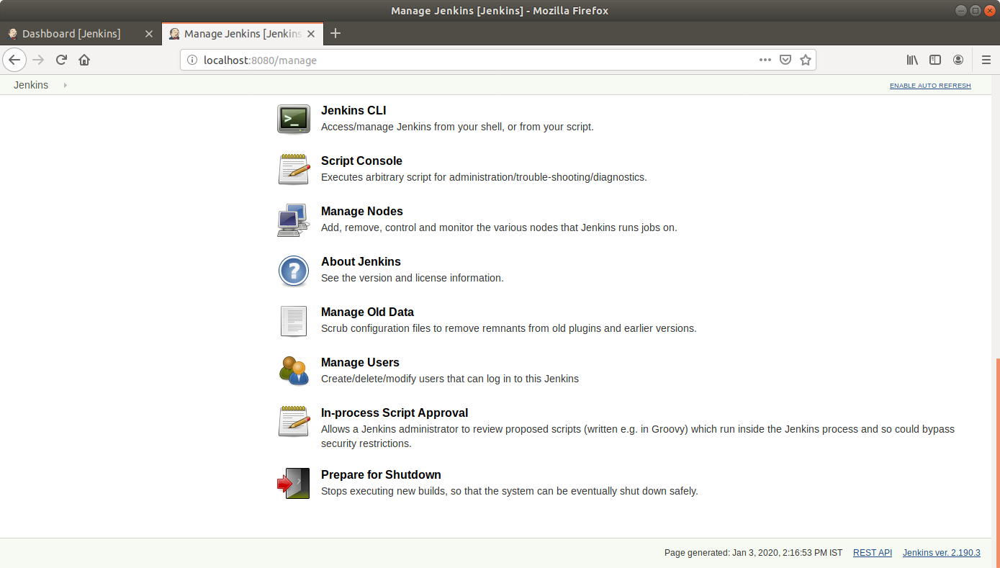 Manage Jenkins [Jenkins] - Mozilla Firefox
Dashboard [Jenkins]
Manage Jenkins [Jenkins
localhost:8080/manage
Jenkins
ENABLE AUTO REFRESH
Jenkins CLI
Access/manage Jenkins from your shell, or from your script.
Script Console
Executes arbitrary script for administration/trouble-shooting/diagnostics.
Manage Nodes
Add, remove, control and monitor the various nodes that Jenkins runs jobs on.
About Jenkins
See the version and license information.
Manage Old Data
Scrub configuration files to remove remnants from old plugins and earlier versions.
Manage Users
Create/delete/modify users that can log in to this Jenkins
In-process Script Approval
Allows a Jenkins administrator to review proposed scripts (written e.g. in Groovy) which run inside the Jenkins process and so could bypass
security restrictions.
Prepare for Shutdown
Stops executing new builds, so that the system can be eventually shut down safely.
Page generated: Jan 3, 2020, 2:16:53 PM IST REST API Jenkins ver. 2.190.3